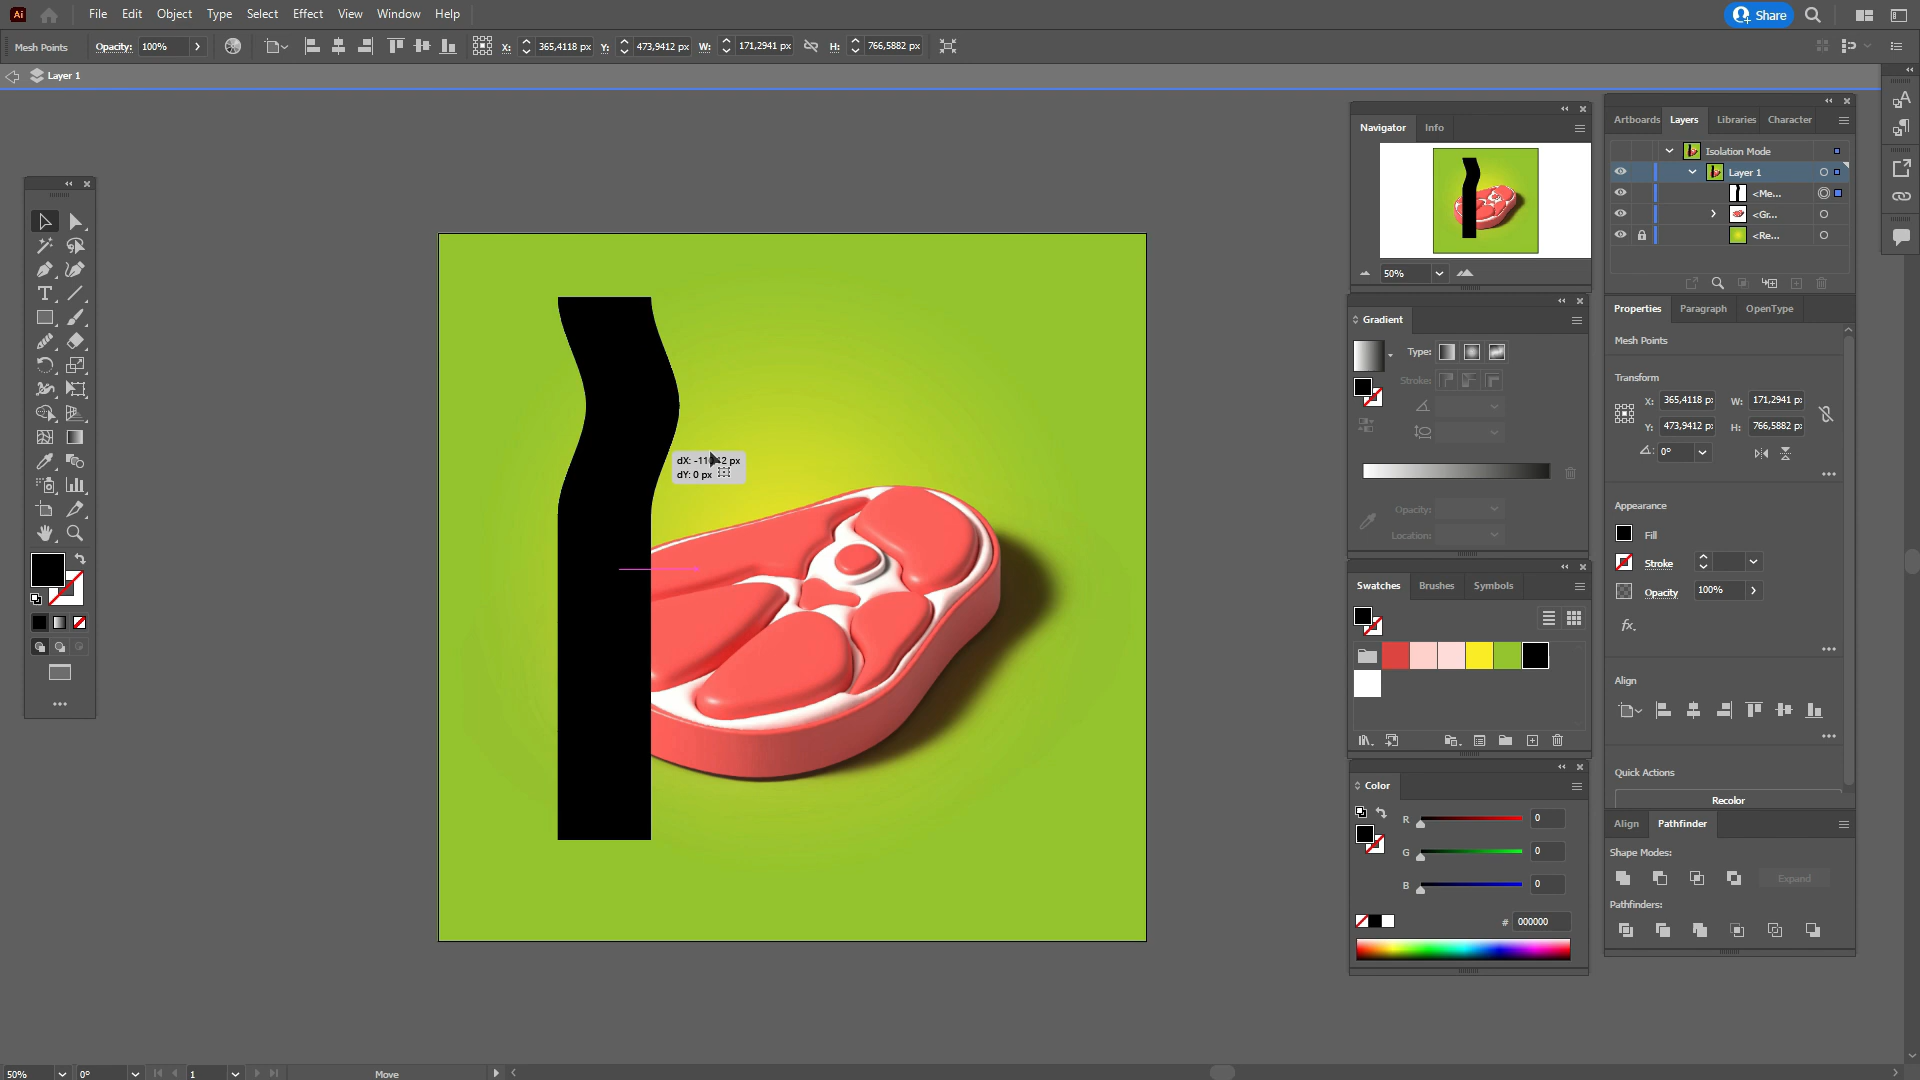 Ai File Edit Object Type Select Effect View Window Help Share
Mesh Points Opacity: 100% X: 365,4118 px Y: 473,9412 px W: 171,2941 px H: 766,5882 px
Layer 1
Artboards Layers Libraries Character
Navigator Info
Isolation Mode
Layer 1
<Me...
<Gr...
<Re...
50%
Properties Paragraph OpenType
Gradient
Mesh Points
Type:
Transform
Stroke:
X: 365,4118 p W: 171,2941 p
Y: 473,9412 p H: 766,5882 p
0°
dY: 0 px
Appearance
Opacity:
Location:
Fill
Stroke
Swatches Brushes Symbols
Opacity 100%
fx.
Align
Quick Actions
Color
Recolor
R 0
Align Pathfinder
G 0
Shape Modes:
B 0
Expand
Pathfinders:
# 000000
50% 0° 1 Move